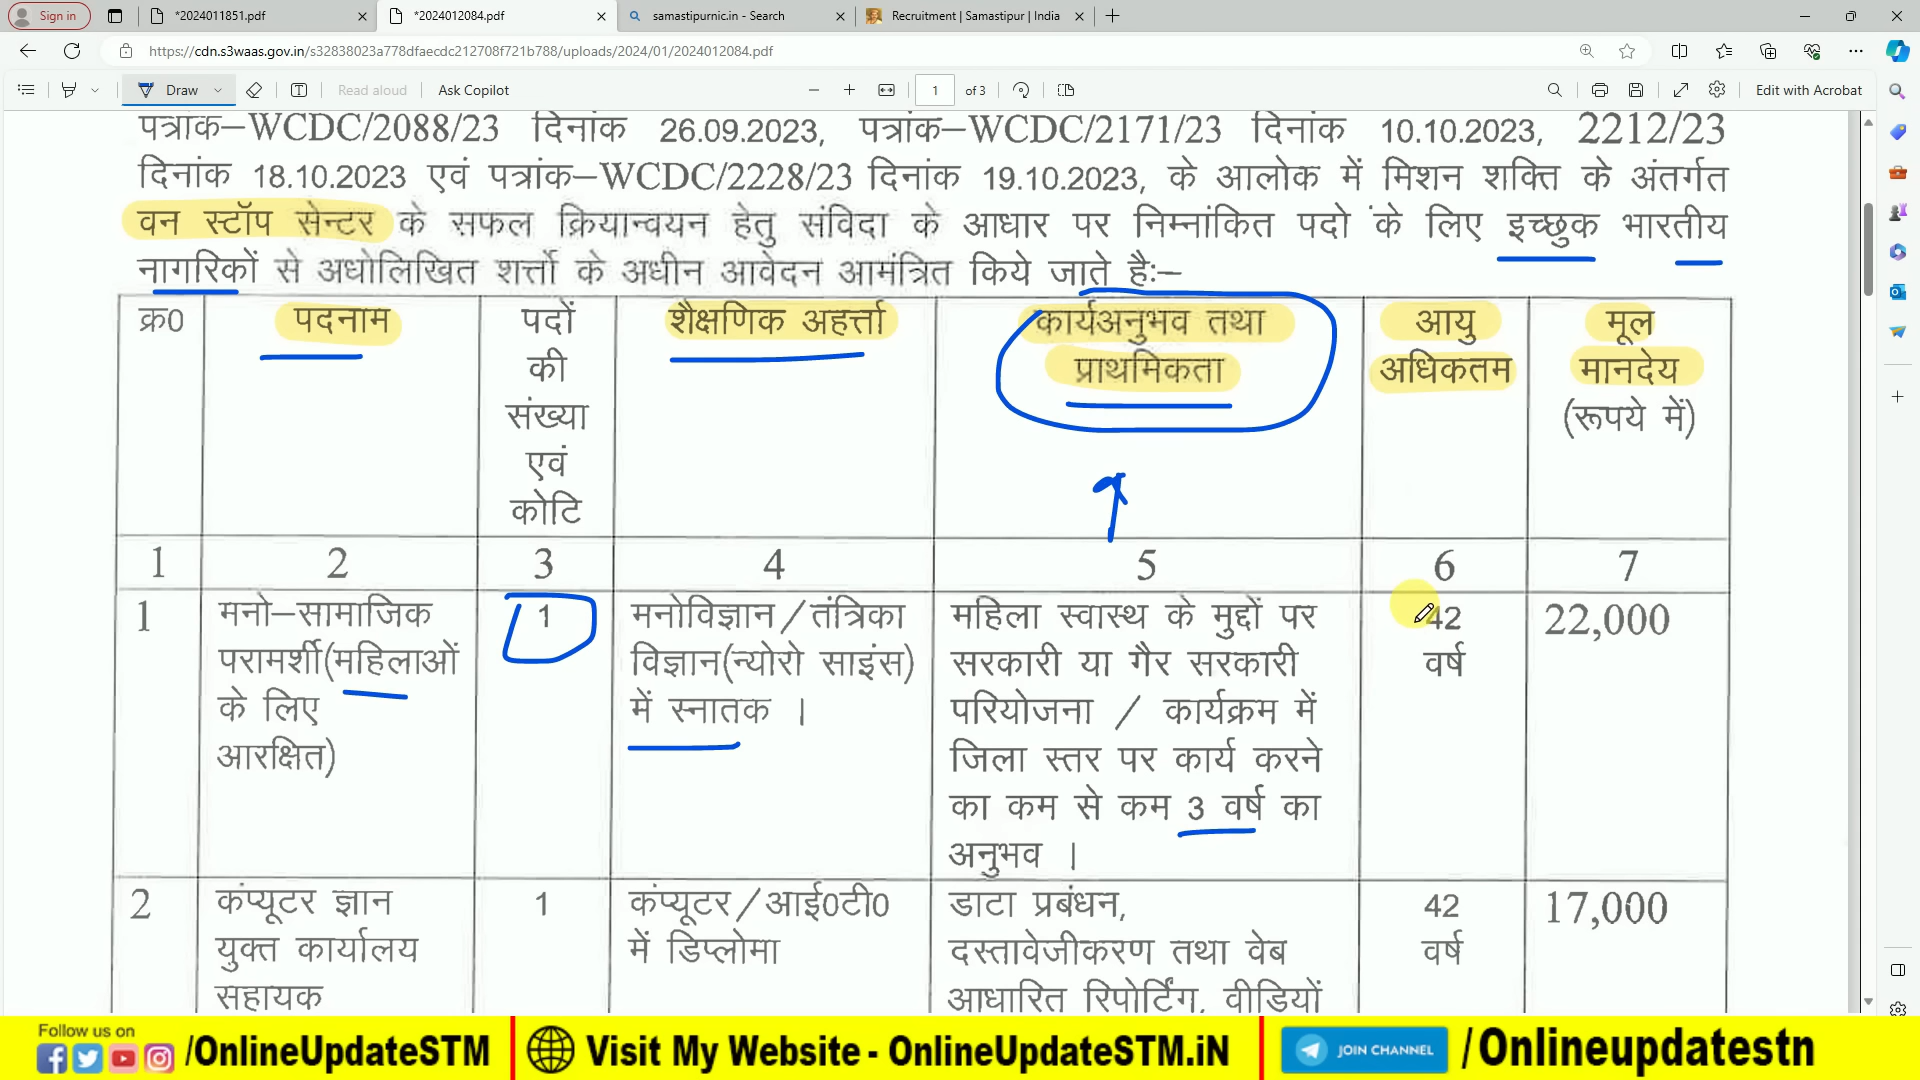 Sign in
*2024011851.pdf
*2024012084.pdf
samastipurnic.in - Search
Recruitment | Samastipur | India
https://cdn.s3waas.gov.in/s32838023a778dfaecdc212708f721b788/uploads/2024/01/2024012084.pdf
Draw
Read aloud
Ask Copilot
1 of 3
Edit with Acrobat
पत्रांक–WCDC/2088/23 दिनांक 26.09.2023, पत्रांक–WCDC/2171/23 दिनांक 10.10.2023, 2212/23
दिनांक 18.10.2023 एवं पत्रांक–WCDC/2228/23 दिनांक 19.10.2023, के आलोक में मिशन शक्ति के अंतर्गत
वन स्टॉप सेन्टर के सफल क्रियान्वयन हेतु संविदा के आधार पर निम्नांकित पदो के लिए इच्छुक भारतीय
नागरिकों से अधोलिखित शर्त्तो के अधीन आवेदन आमंत्रित किये जाते हैः–
क्र0
पदनाम
पदों
की
संख्या
एवं
कोटि
शैक्षणिक अहर्त्ता
कार्यअनुभव तथा
प्राथमिकता
आयु
अधिकतम
मूल
मानदेय
(रूपये में)
1 2 3 4 5 6 7
1
मनो–सामाजिक
परामर्शी(महिलाओं
के लिए
आरक्षित)
1
मनोविज्ञान/तंत्रिका
विज्ञान(न्योरो साइंस)
में स्नातक ।
महिला स्वास्थ के मुद्दों पर
सरकारी या गैर सरकारी
परियोजना / कार्यक्रम में
जिला स्तर पर कार्य करने
का कम से कम 3 वर्ष का
अनुभव ।
42
वर्ष
22,000
2
कंप्यूटर ज्ञान
युक्त कार्यालय
सहायक
1
कंप्यूटर/आई0टी0
में डिप्लोमा
डाटा प्रबंधन,
दस्तावेजीकरण तथा वेब
आधारित रिपोर्टिंग, वीडियों
42
वर्ष
17,000
Follow us on
/OnlineUpdateSTM
Visit My Website - OnlineUpdateSTM.iN
JOIN CHANNEL
/Onlineupdatestn